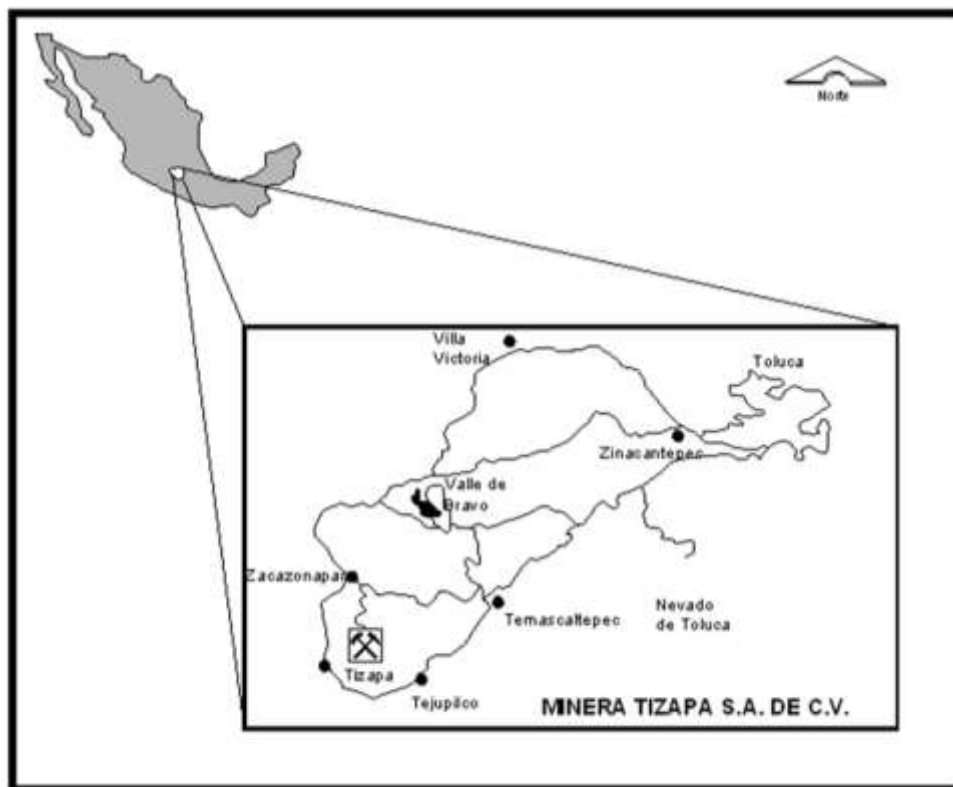 Norte
Villa
Victoria
Toluca
Zinacantepec
Valle de
Bravo
Zacazonapan
Temascaltepec
Nevado
de Toluca
Tizapa
Tejupilco
MINERA TIZAPA S.A. DE C.V.